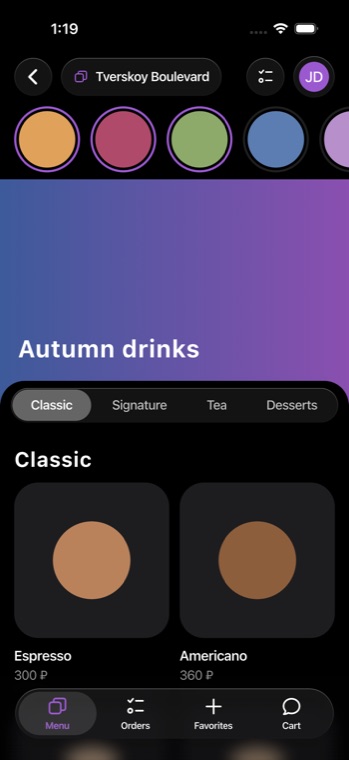 1:19
Tverskoy Boulevard
JD
Autumn drinks
Classic Signature Tea Desserts
Classic
Espresso Americano
300 ₽ 360 ₽
Menu Orders Favorites Cart